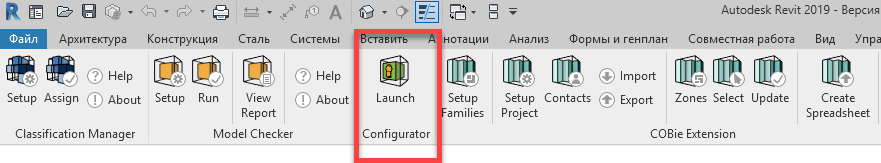 Autodesk Revit 2019 - Версия
Файл Архитектура Конструкция Сталь Системы Вставить Аннотации Анализ Формы и генплан Совместная работа Вид Упра
Setup Assign Help About Setup Run View Report Help About Launch Setup Families Setup Project Contacts Import Export Zones Select Update Create Spreadsheet
Classification Manager Model Checker Configurator COBie Extension